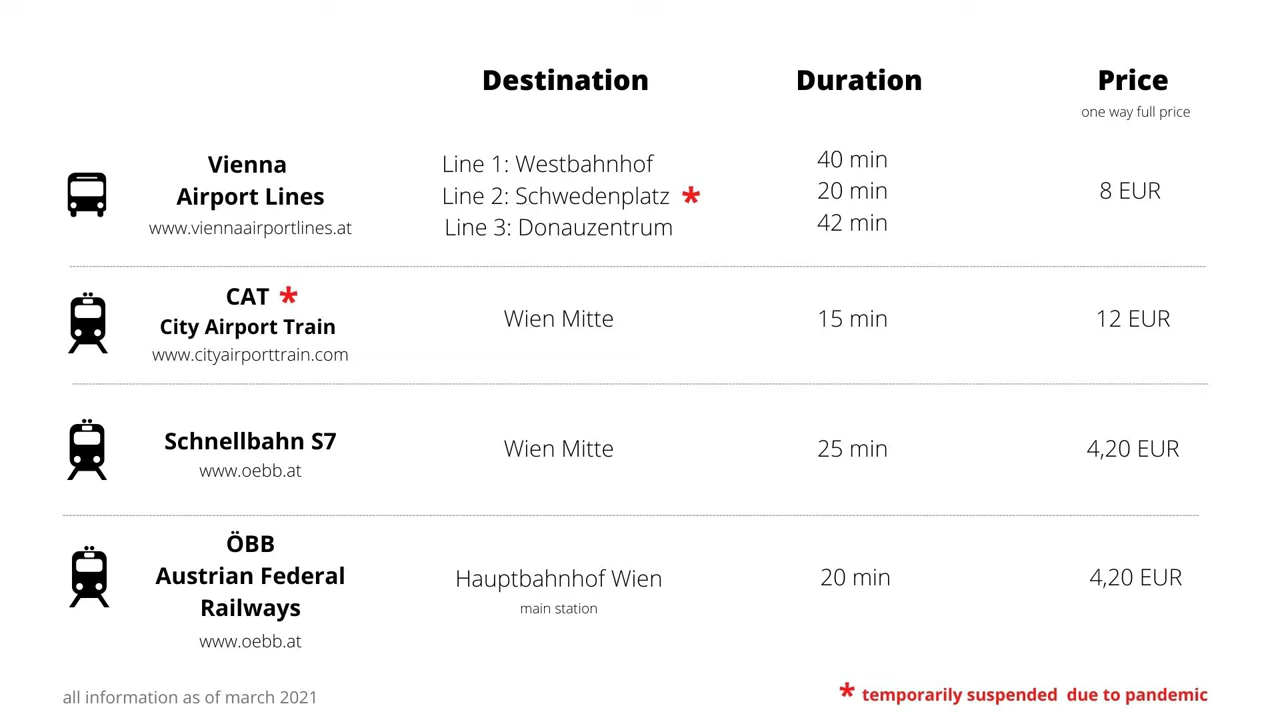 Destination
Duration
Price
one way full price
Vienna
Airport Lines
www.viennaairportlines.at
Line 1: Westbahnhof
Line 2: Schwedenplatz *
Line 3: Donauzentrum
40 min
20 min
42 min
8 EUR
CAT *
City Airport Train
www.cityairporttrain.com
Wien Mitte
15 min
12 EUR
Schnellbahn S7
www.oebb.at
Wien Mitte
25 min
4,20 EUR
ÖBB
Austrian Federal
Railways
www.oebb.at
Hauptbahnhof Wien
main station
20 min
4,20 EUR
all information as of march 2021
* temporarily suspended due to pandemic